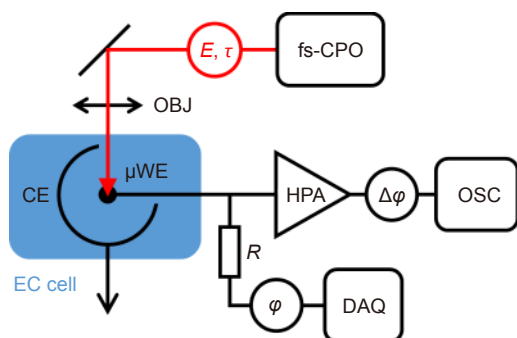 E, τ
fs-CPO
OBJ
CE
μWE
HPA
Δφ
OSC
R
EC cell
φ
DAQ